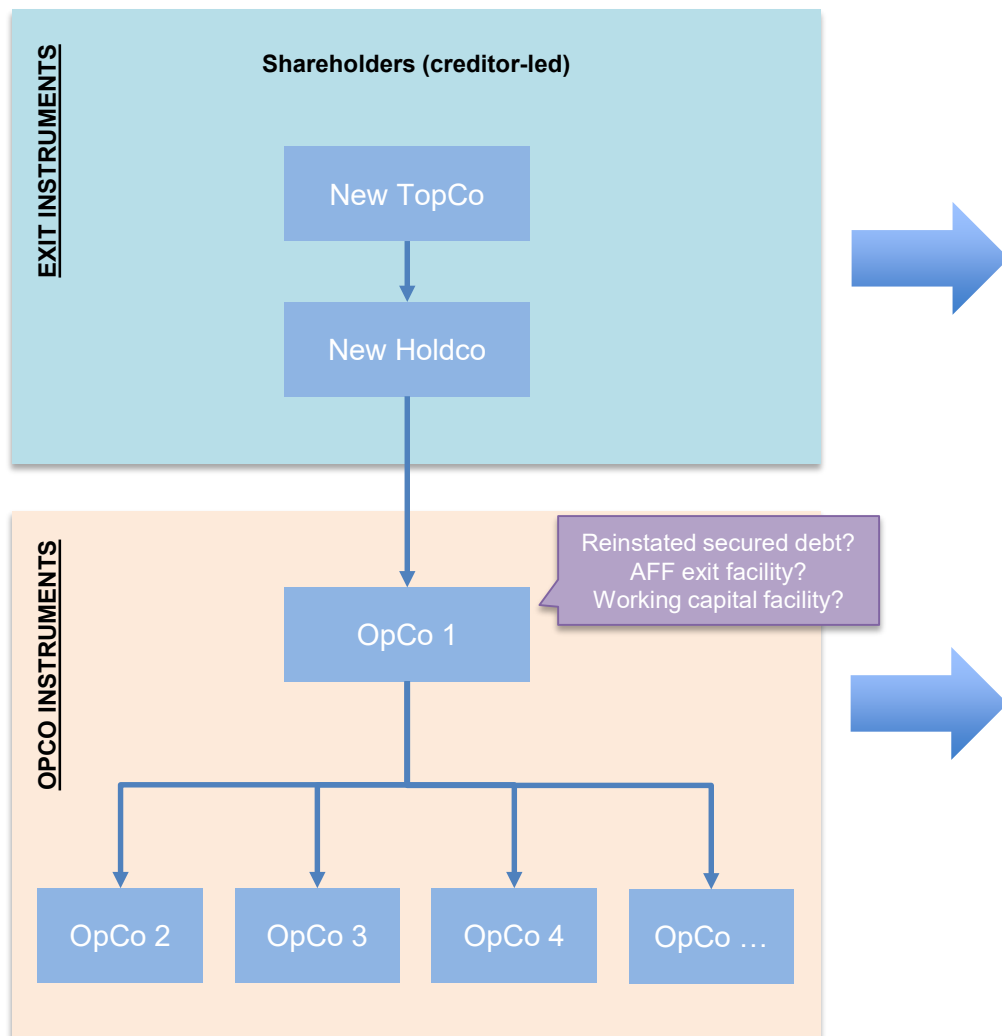 EXIT INSTRUMENTS
Shareholders (creditor-led)
New TopCo
New Holdco
OPCO INSTRUMENTS
Reinstated secured debt?
AFF exit facility?
Working capital facility?
OpCo 1
OpCo 2
OpCo 3
OpCo 4
OpCo …